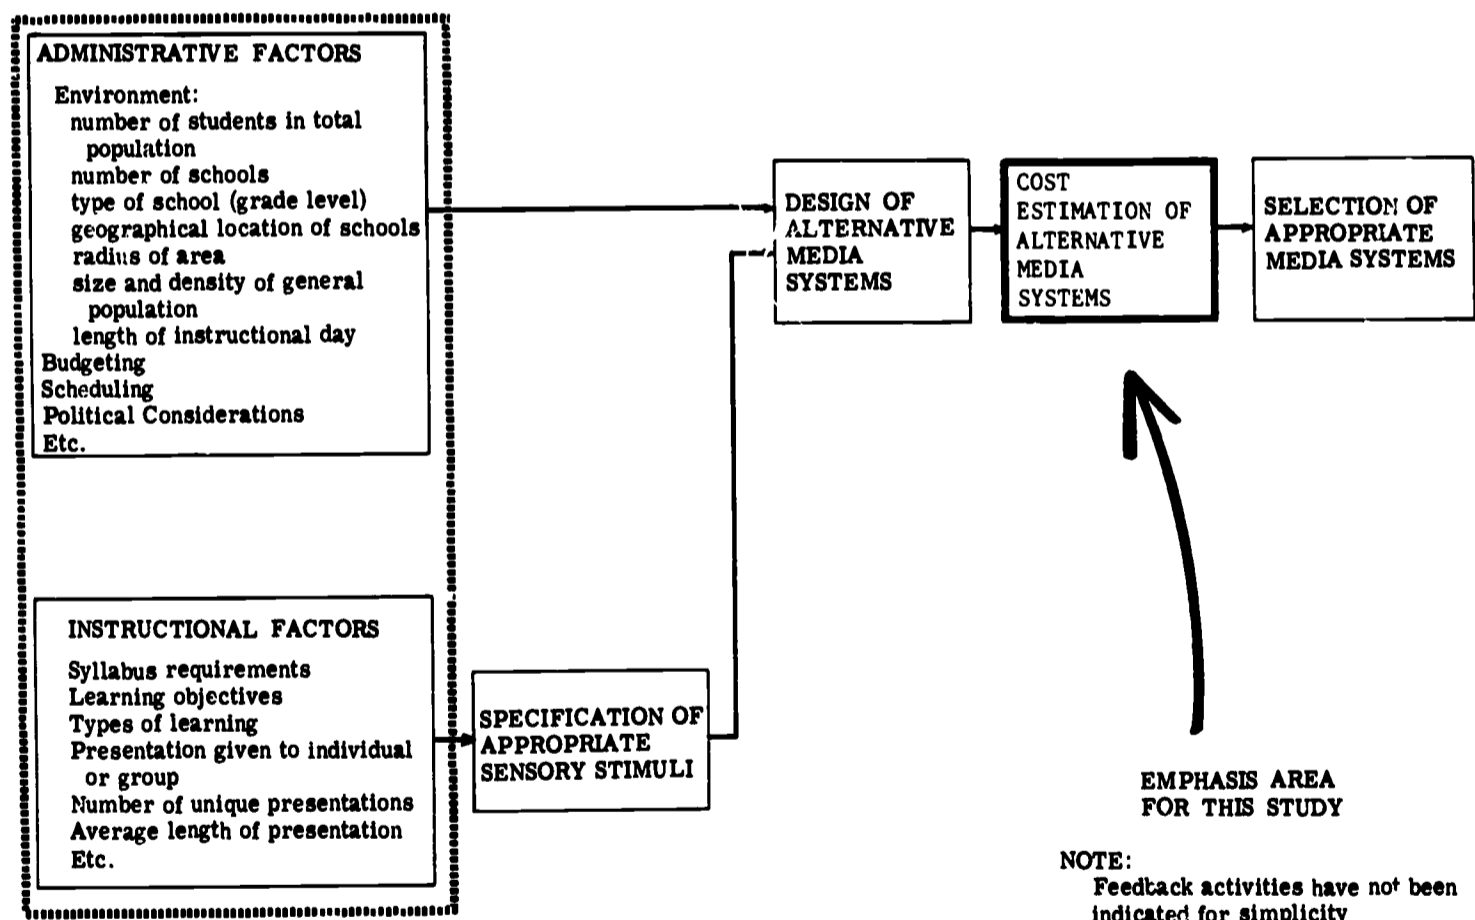 ADMINISTRATIVE FACTORS
Environment:
number of students in total
population
number of schools
type of school (grade level)
geographical location of schools
radius of area
size and density of general
population
length of instructional day
Budgeting
Scheduling
Political Considerations
Etc.
INSTRUCTIONAL FACTORS
Syllabus requirements
Learning objectives
Types of learning
Presentation given to individual
or group
Number of unique presentations
Average length of presentation
Etc.
SPECIFICATION OF
APPROPRIATE
SENSORY STIMULI
DESIGN OF
ALTERNATIVE
MEDIA
SYSTEMS
COST
ESTIMATION OF
ALTERNATIVE
MEDIA
SYSTEMS
SELECTION OF
APPROPRIATE
MEDIA SYSTEMS
EMPHASIS AREA
FOR THIS STUDY
NOTE:
Feedback activities have not been
indicated for simplicity